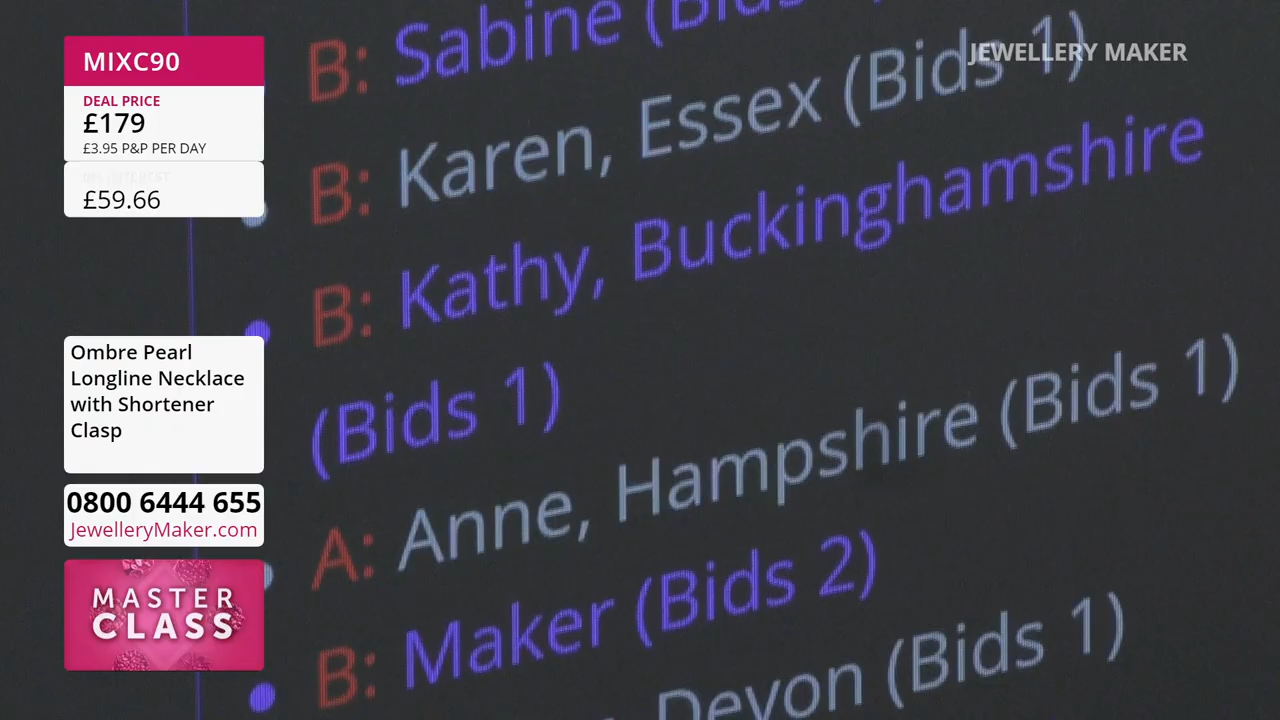 MIXC90
DEAL PRICE
£179
£3.95 P&P PER DAY
£59.66
Ombre Pearl
Longline Necklace
with Shortener
Clasp
0800 6444 655
JewelleryMaker.com
MASTER
CLASS
JEWELLERY MAKER
B: Sabine (Bids
B: Karen, Essex (Bids 1)
B: Kathy, Buckinghamshire
(Bids 1)
A: Anne, Hampshire (Bids 1)
B: Maker (Bids 2)
Devon (Bids 1)